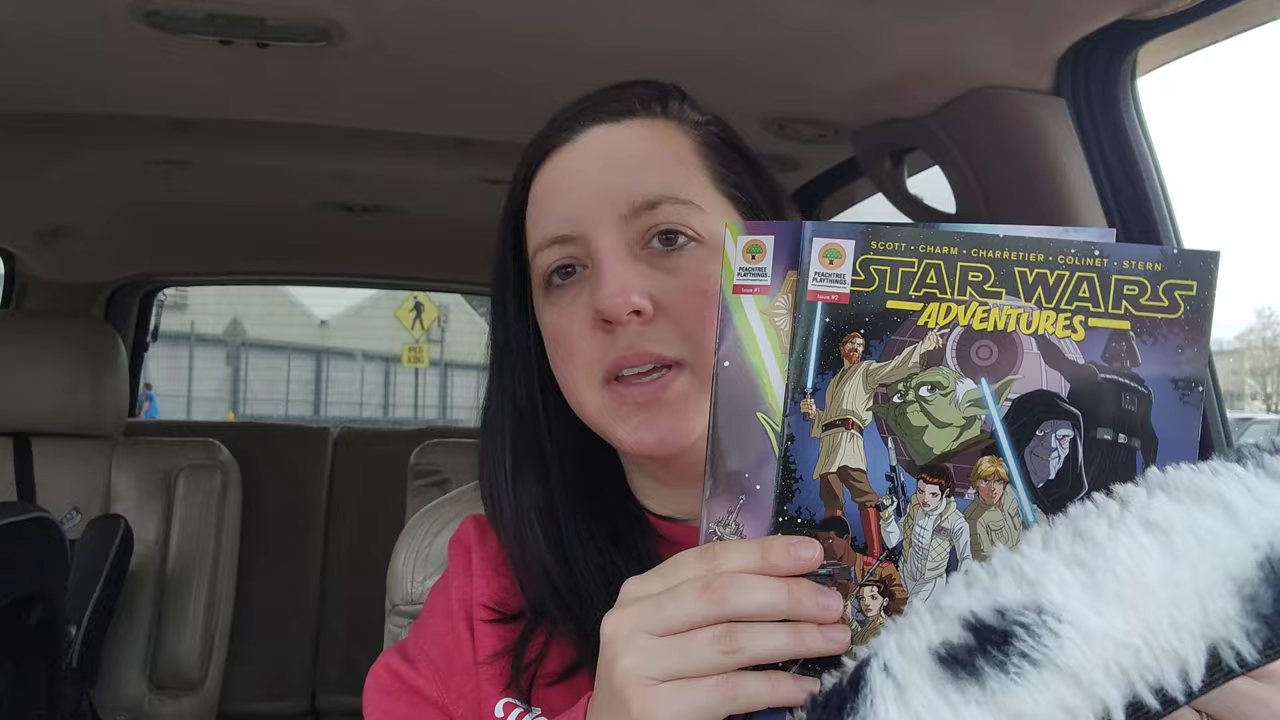 PED
XING
PEACHTREE
PLAYTHINGS
Issue #1
PEACHTREE
PLAYTHINGS
Issue #2
SCOTT • CHARM • CHARRETIER • COLINET • STERN
STAR WARS
ADVENTURES